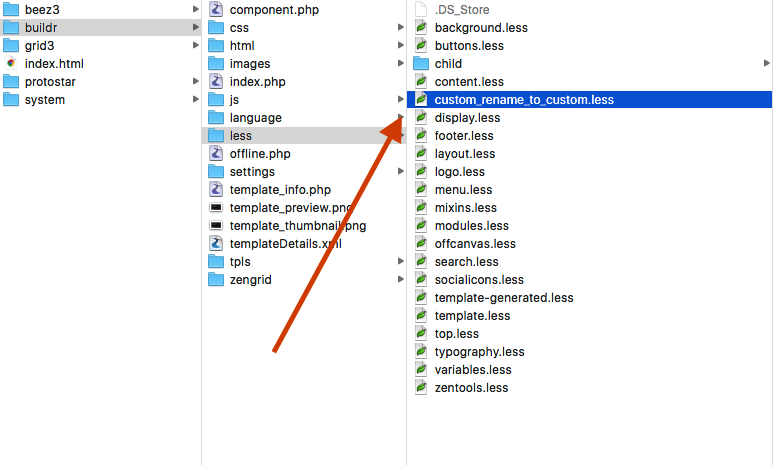 beez3
buildr
grid3
index.html
protostar
system
component.php
css
html
images
index.php
js
language
less
offline.php
settings
template_info.php
template_preview.png
template_thumbnail.png
templateDetails.xml
tpls
zengrid
.DS_Store
background.less
buttons.less
child
content.less
custom_rename_to_custom.less
display.less
footer.less
layout.less
logo.less
menu.less
mixins.less
modules.less
offcanvas.less
search.less
socialicons.less
template-generated.less
template.less
top.less
typography.less
variables.less
zentools.less